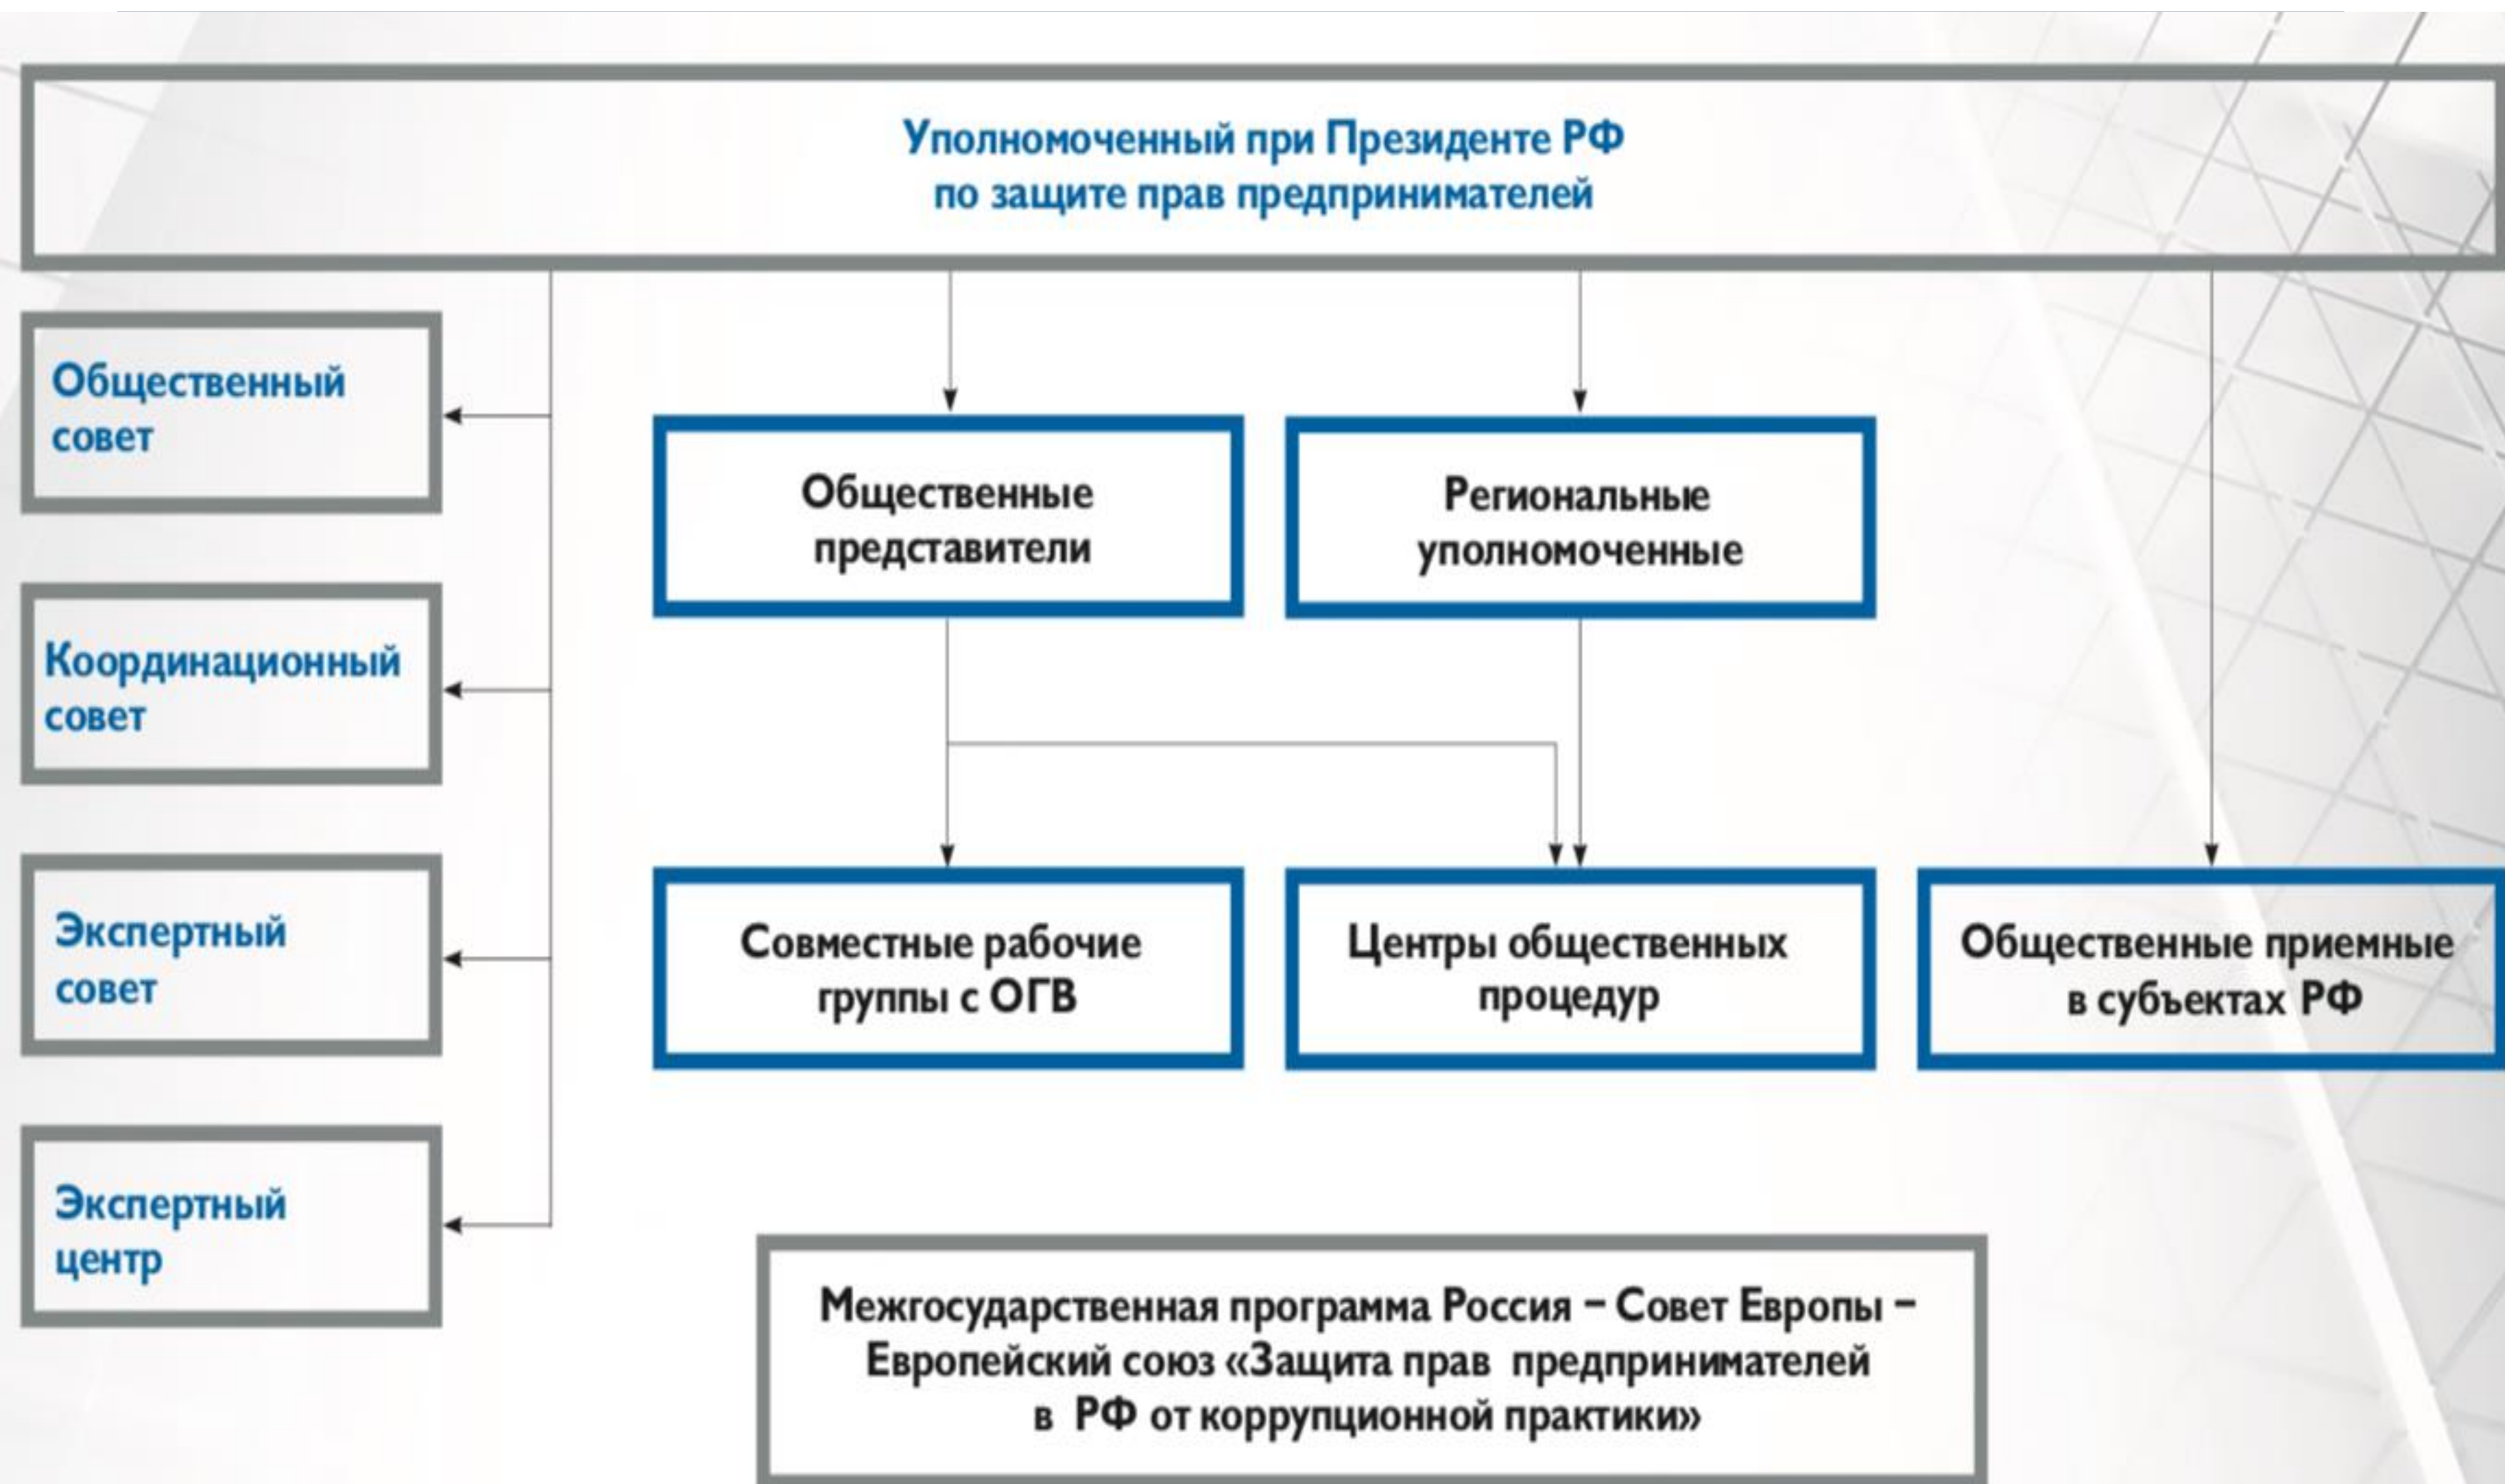 Уполномоченный при Президенте РФ
по защите прав предпринимателей
Общественный
совет
Координационный
совет
Экспертный
совет
Экспертный
центр
Общественные
представители
Региональные
уполномоченные
Совместные рабочие
группы с ОГВ
Центры общественных
процедур
Общественные приемные
в субъектах РФ
Межгосударственная программа Россия – Совет Европы –
Европейский союз «Защита прав предпринимателей
в РФ от коррупционной практики»